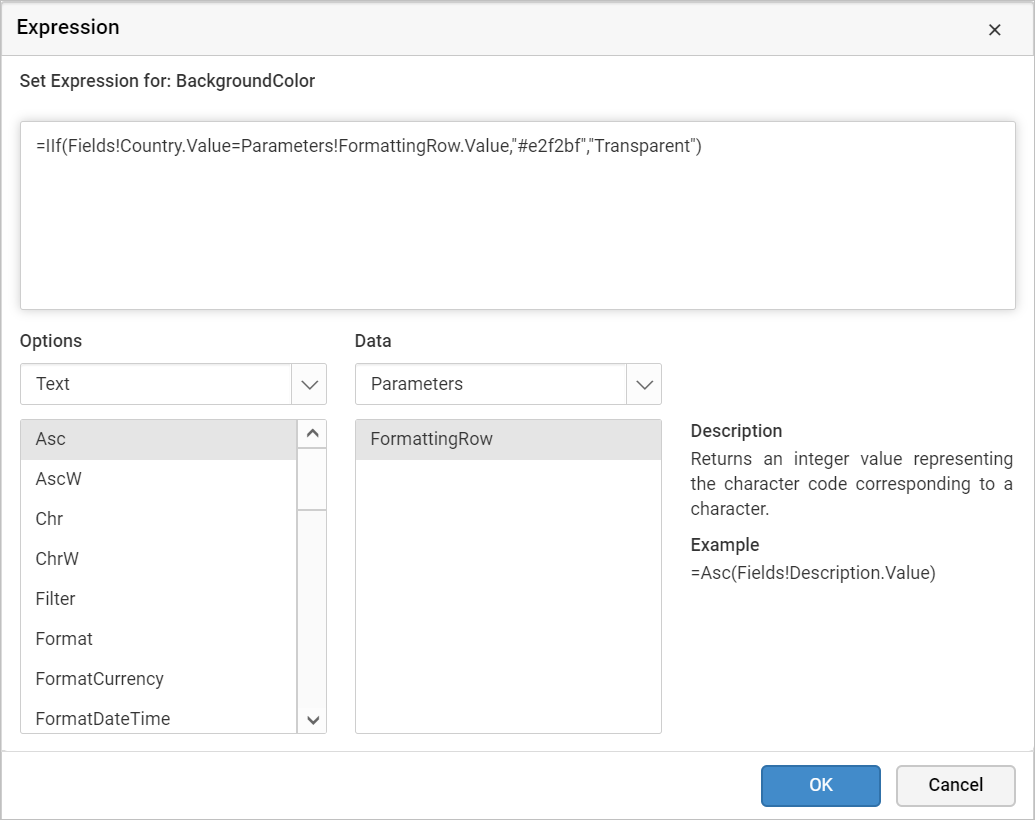 Expression
Set Expression for: BackgroundColor
=IIf(Fields!Country.Value=Parameters!FormattingRow.Value,"#e2f2bf","Transparent")
Options
Data
Text
Parameters
Asc
AscW
Chr
ChrW
Filter
Format
FormatCurrency
FormatDateTime
FormattingRow
Description
Returns an integer value representing
the character code corresponding to a
character.
Example
=Asc(Fields!Description.Value)
OK
Cancel